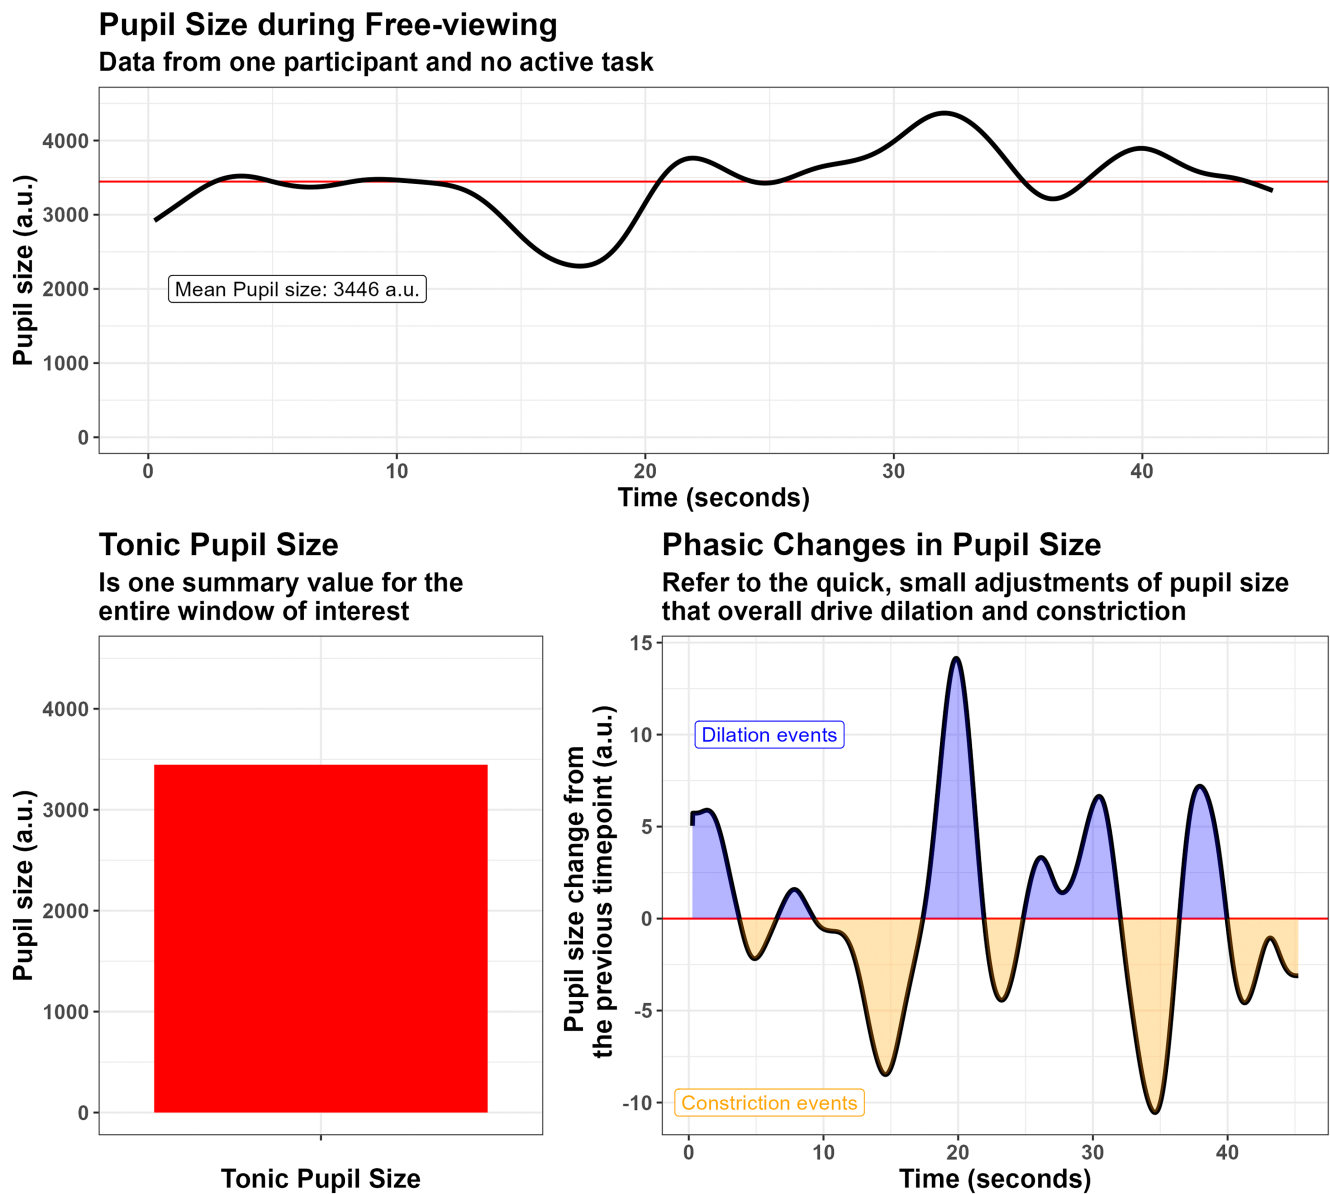 Pupil Size during Free-viewing
Data from one participant and no active task
Pupil size (a.u.)
4000
3000
2000
1000
0
Mean Pupil size: 3446 a.u.
0
10
20
30
40
Time (seconds)
Tonic Pupil Size
Is one summary value for the
entire window of interest
Pupil size (a.u.)
4000
3000
2000
1000
0
Tonic Pupil Size
Phasic Changes in Pupil Size
Refer to the quick, small adjustments of pupil size
that overall drive dilation and constriction
Pupil size change from
the previous timepoint (a.u.)
15
10
5
0
-5
-10
Dilation events
Constriction events
0
10
20
30
40
Time (seconds)